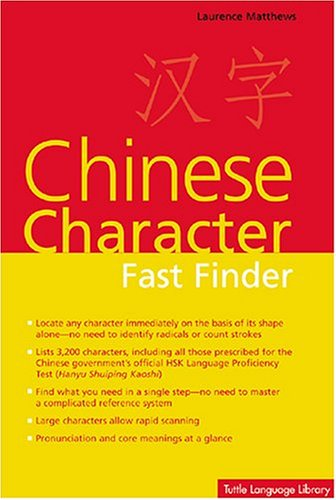 Laurence Matthews
汉字
Chinese
Character
Fast Finder
Locate any character immediately on the basis of its shape
alone—no need to identify radicals or count strokes
Lists 3,200 characters, including all those prescribed for the
Chinese government's official HSK Language Proficiency
Test (Hanyu Shuiping Kaoshi)
Find what you need in a single step—no need to master
a complicated reference system
Large characters allow rapid scanning
Pronunciation and core meanings at a glance
Tuttle Language Library